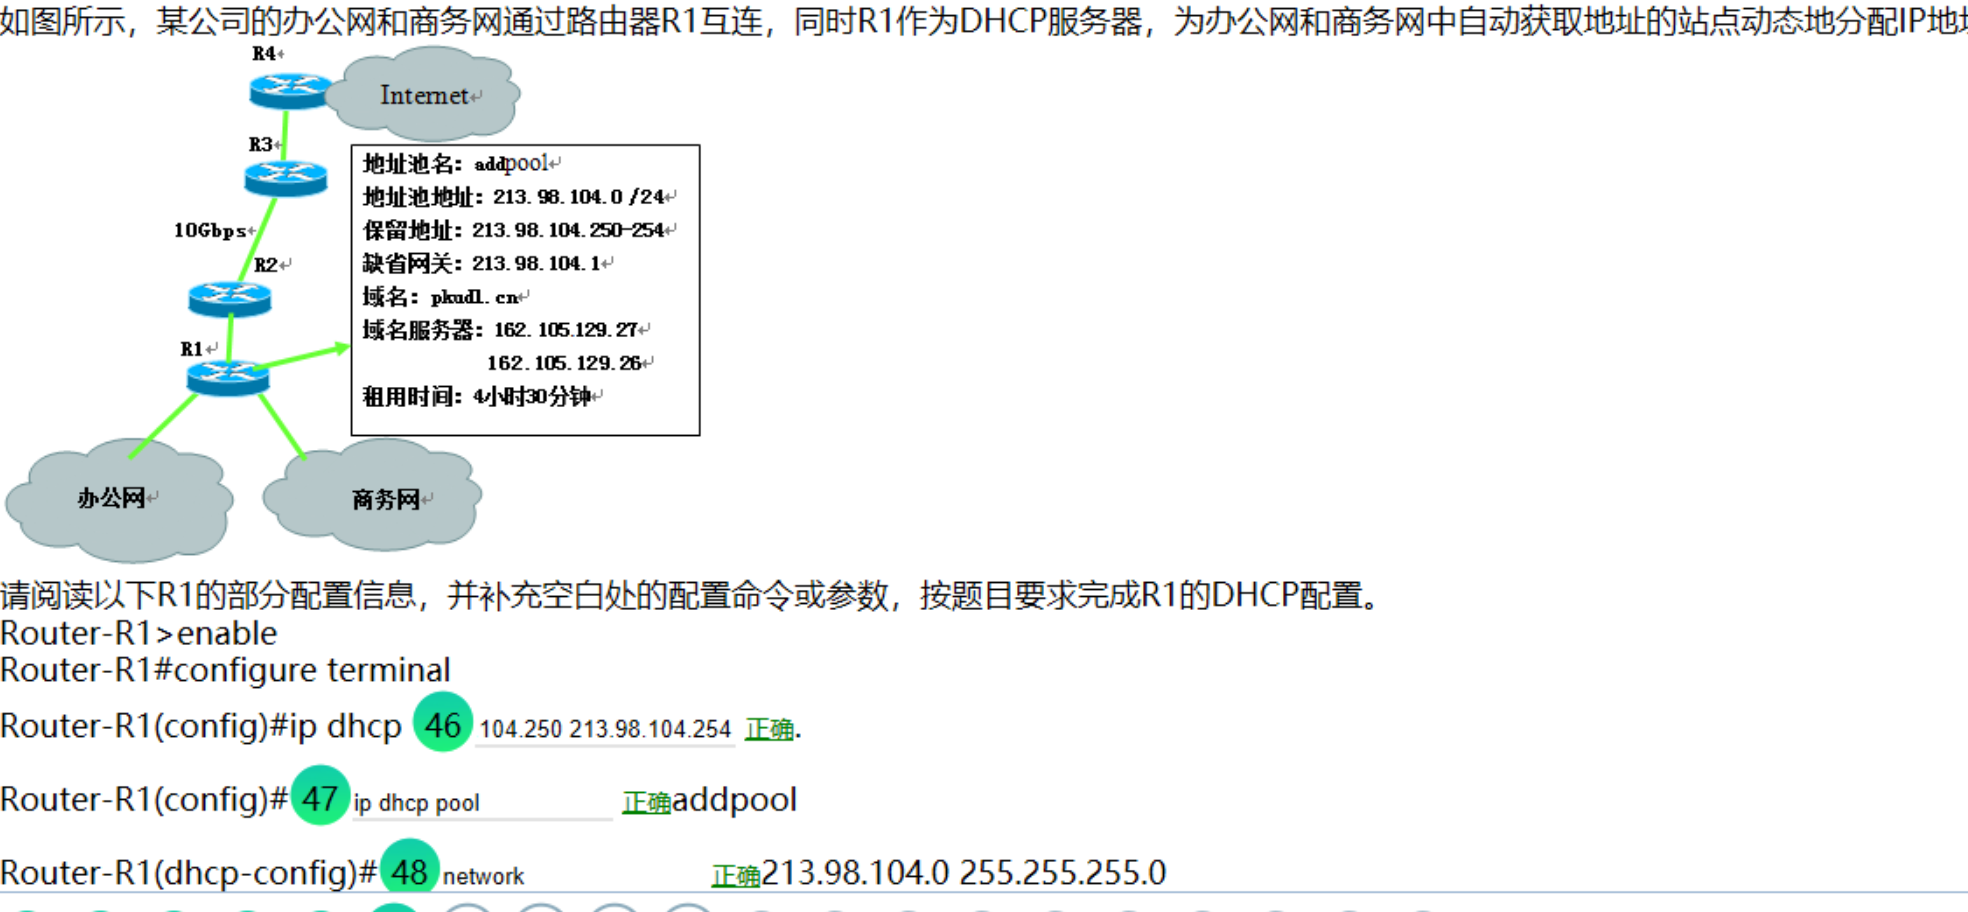 如图所示，某公司的办公网和商务网通过路由器R1互连，同时R1作为DHCP服务器，为办公网和商务网中自动获取地址的站点动态地分配IP地
R4
Internet
R3
地址池名：addpool
地址池地址：213.98.104.0 /24
保留地址：213.98.104.250-254
10Gbps
R2
缺省网关：213.98.104.1
域名：pkudl.cn
域名服务器：162.105.129.27
R1
162.105.129.26
租用时间：4小时30分钟
办公网
商务网
请阅读以下R1的部分配置信息，并补充空白处的配置命令或参数，按题目要求完成R1的DHCP配置。
Router-R1>enable
Router-R1#configure terminal
Router-R1(config)#ip dhcp 46 104.250 213.98.104.254 正确.
Router-R1(config)#47 ip dhcp pool 正确addpool
Router-R1(dhcp-config)#48 network 正确213.98.104.0 255.255.255.0